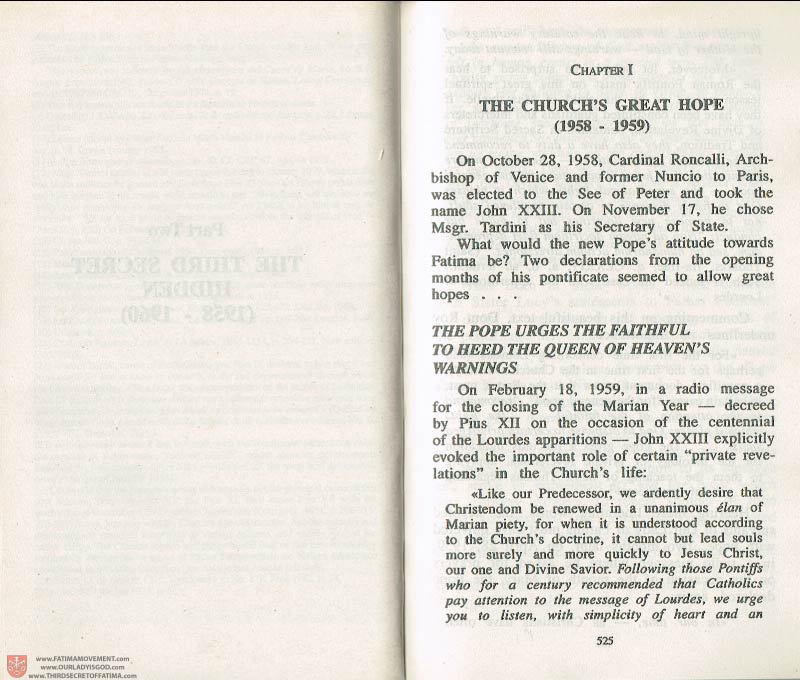 Part Two
THE THIRD SECRET
HIDDEN
(1958 - 1960)
CHAPTER I
THE CHURCH'S GREAT HOPE
(1958 - 1959)
On October 28, 1958, Cardinal Roncalli, Arch-
bishop of Venice and former Nuncio to Paris,
was elected to the See of Peter and took the
name John XXIII. On November 17, he chose
Msgr. Tardini as his Secretary of State.
What would the new Pope's attitude towards
Fatima be? Two declarations from the opening
months of his pontificate seemed to allow great
hopes . . .
THE POPE URGES THE FAITHFUL
TO HEED THE QUEEN OF HEAVEN'S
WARNINGS
On February 18, 1959, in a radio message
for the closing of the Marian Year — decreed
by Pius XII on the occasion of the centennial
of the Lourdes apparitions — John XXIII explicitly
evoked the important role of certain "private reve-
lations" in the Church's life:
«Like our Predecessor, we ardently desire that
Christendom be renewed in a unanimous élan of
Marian piety, for when it is understood according
to the Church's doctrine, it cannot but lead souls
more surely and more quickly to Jesus Christ,
our one and Divine Savior. Following those Pontiffs
who for a century recommended that Catholics
pay attention to the message of Lourdes, we urge
you to listen, with simplicity of heart and an
525
www.FATIMAMOVEMENT.com
www.OURLADYISGOD.com
www.THIRDSECRETOFFATIMA.com